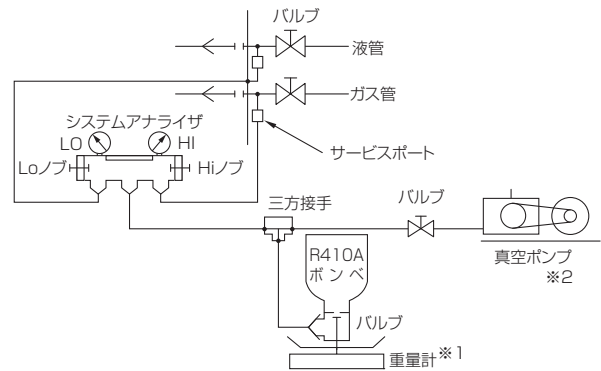 バルブ
液管
ガス管
システムアナライザ
LO
HI
Loノブ
Hiノブ
サービスポート
三方接手
バルブ
R410A
ボンベ
真空ポンプ
※2
バルブ
重量計※1